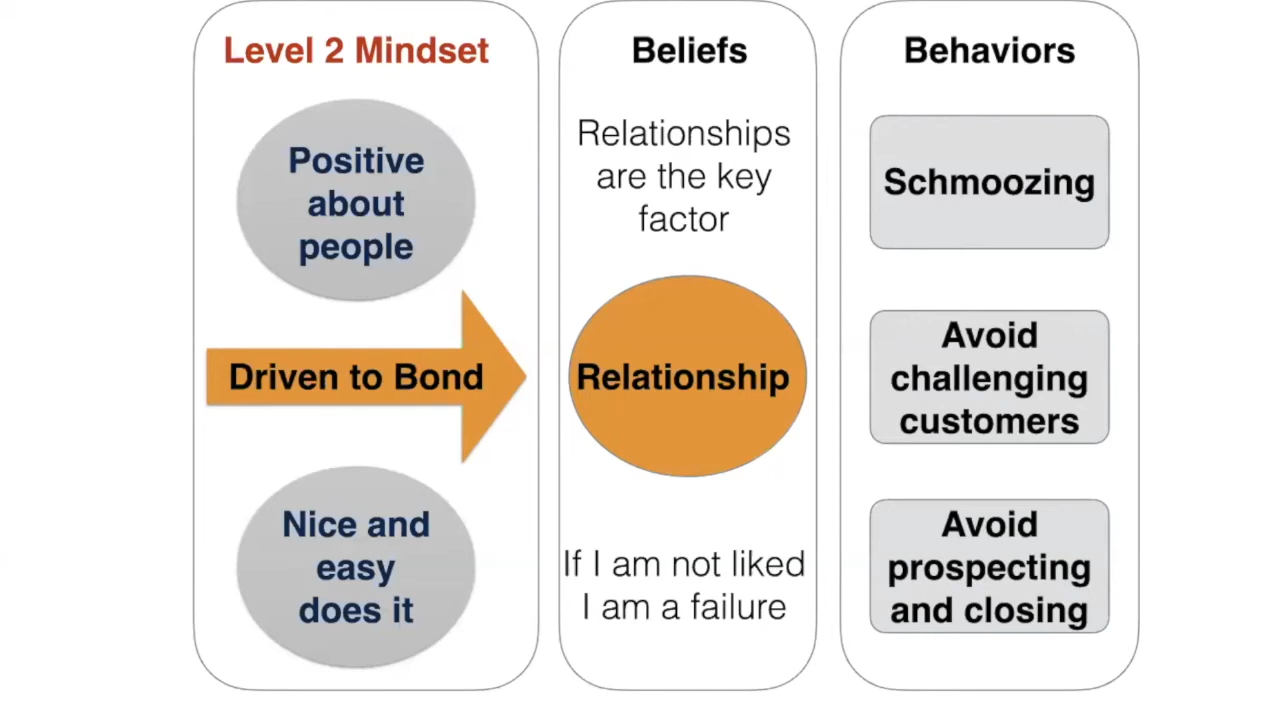 Level 2 Mindset
Positive
about
people
Driven to Bond
Nice and
easy
does it
Beliefs
Relationships
are the key
factor
Relationship
If I am not liked
I am a failure
Behaviors
Schmoozing
Avoid
challenging
customers
Avoid
prospecting
and closing